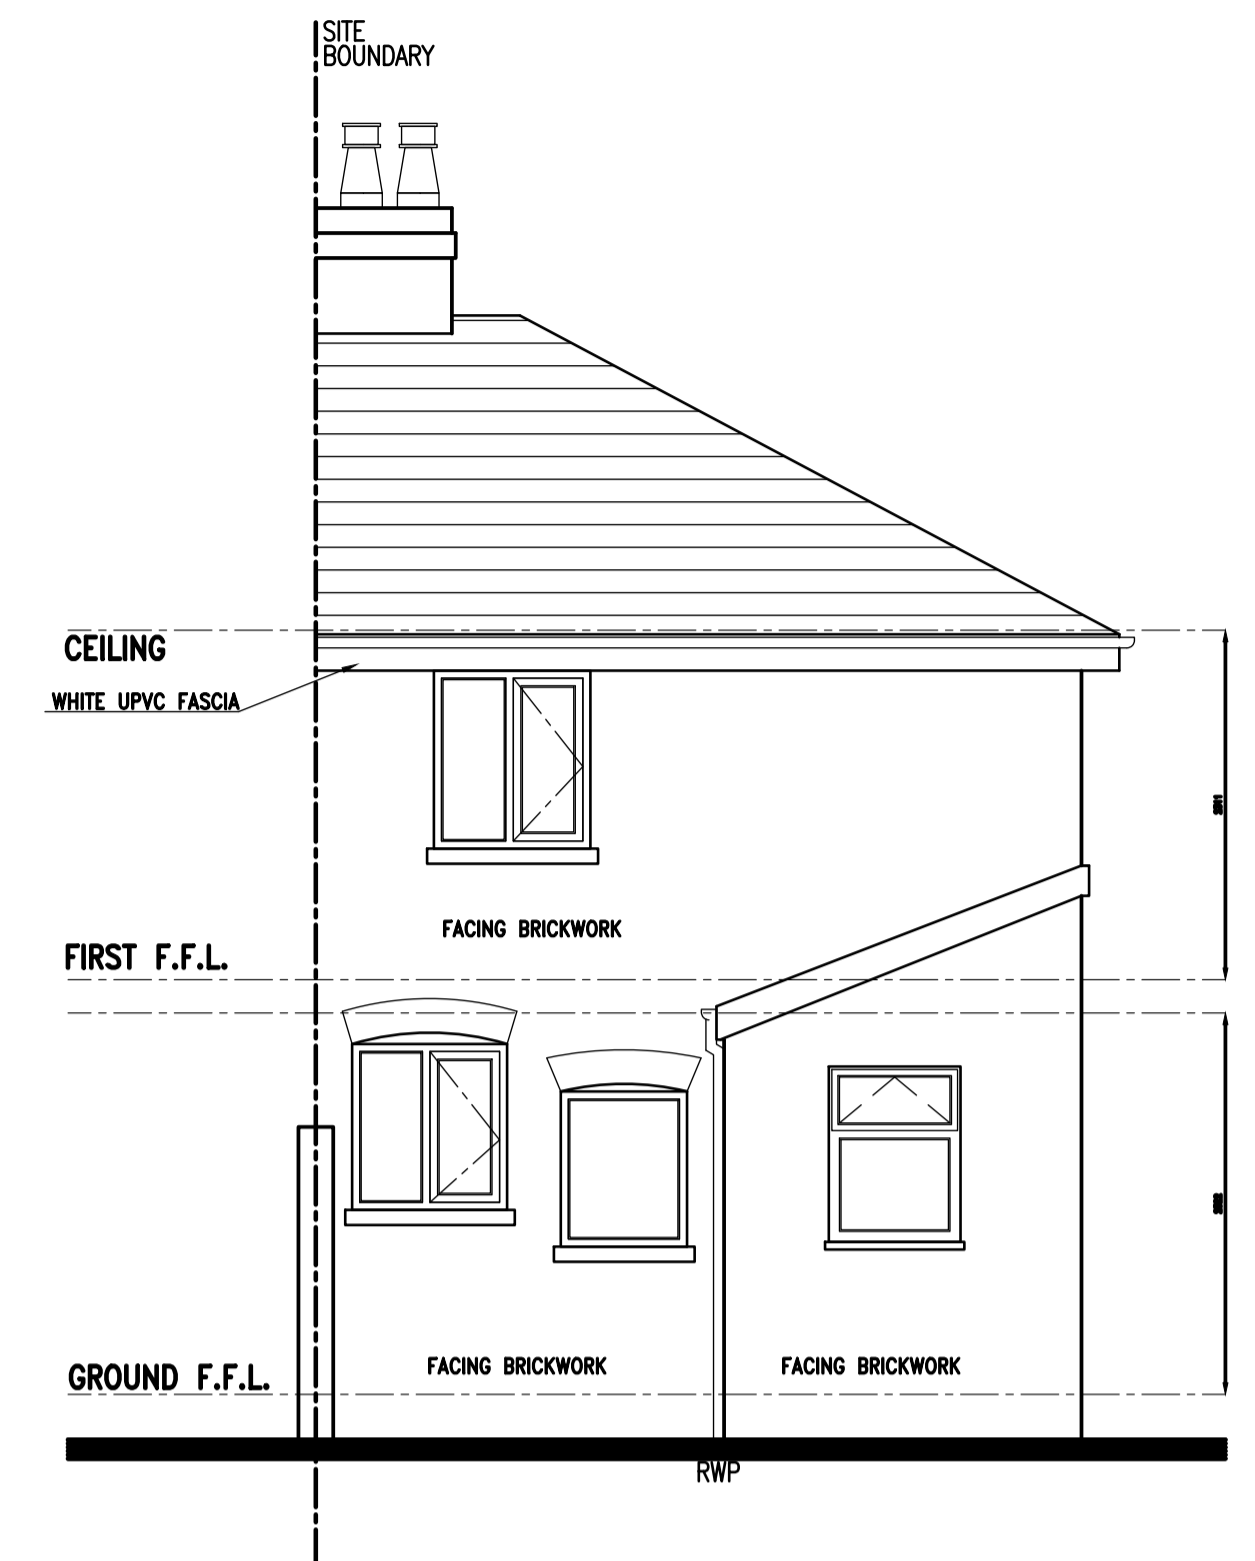 SITE
BOUNDARY
CEILING
WHITE UPVC FASCIA
FACING BRICKWORK
FIRST F.F.L.
FACING BRICKWORK
FACING BRICKWORK
GROUND F.F.L.
RWP